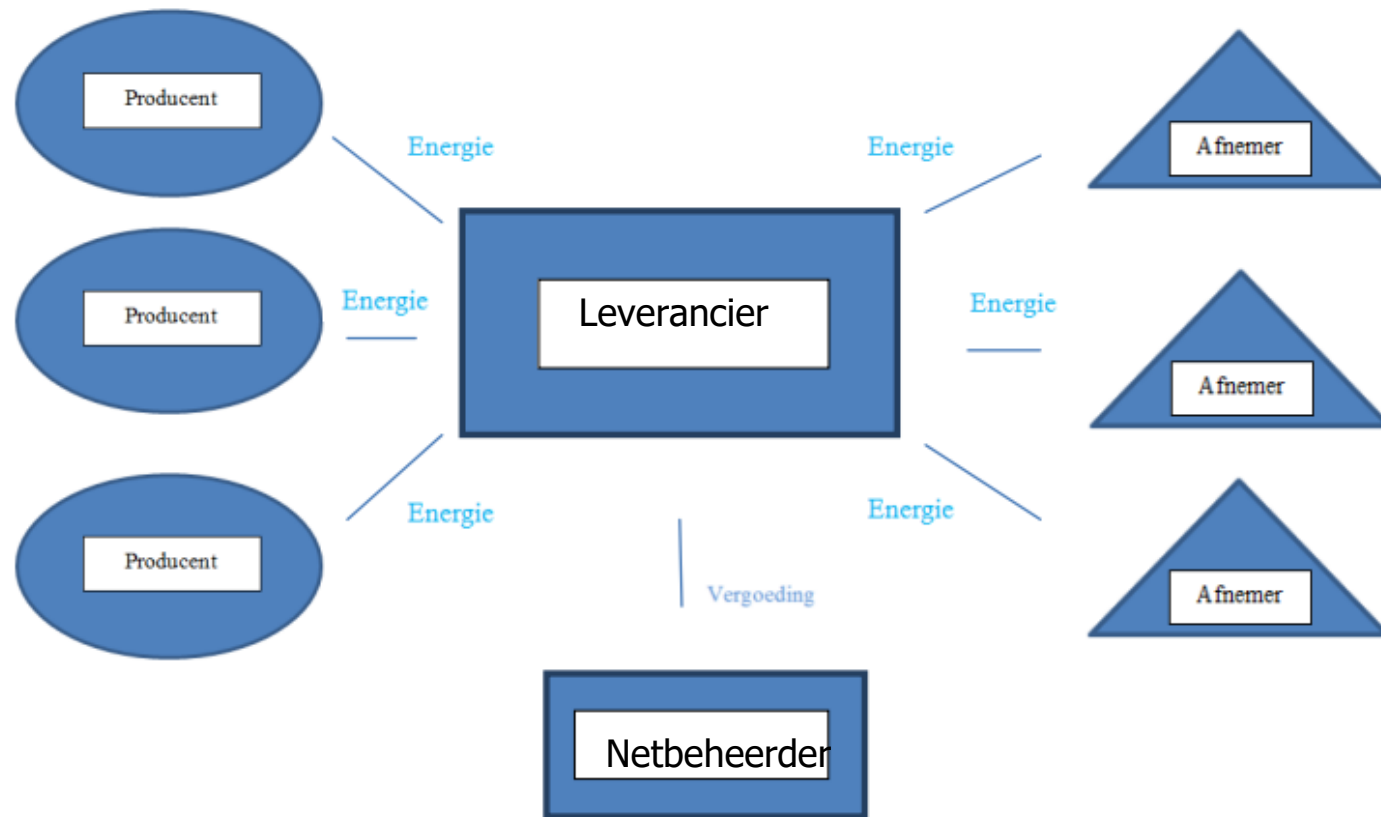 Producent
Energie
Energie
Afnemer
Producent
Energie
Leverancier
Energie
Afnemer
Producent
Energie
Energie
Afnemer
Vergoeding
Netbeheerder